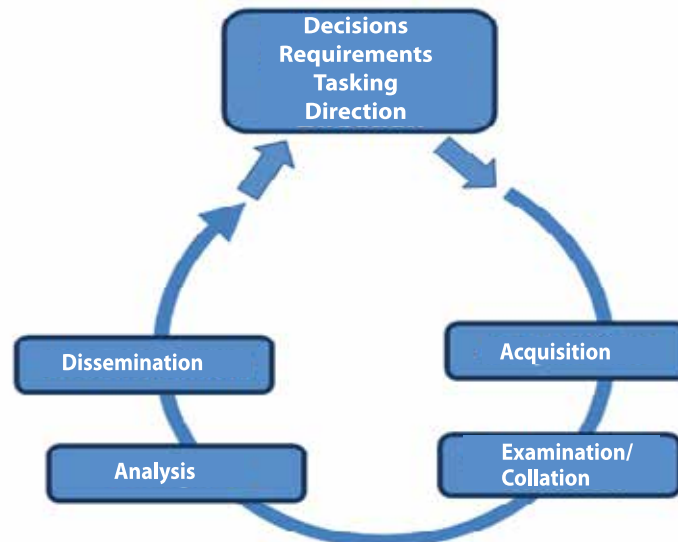 Decisions
Requirements
Tasking
Direction
Dissemination
Acquisition
Analysis
Examination/
Collation